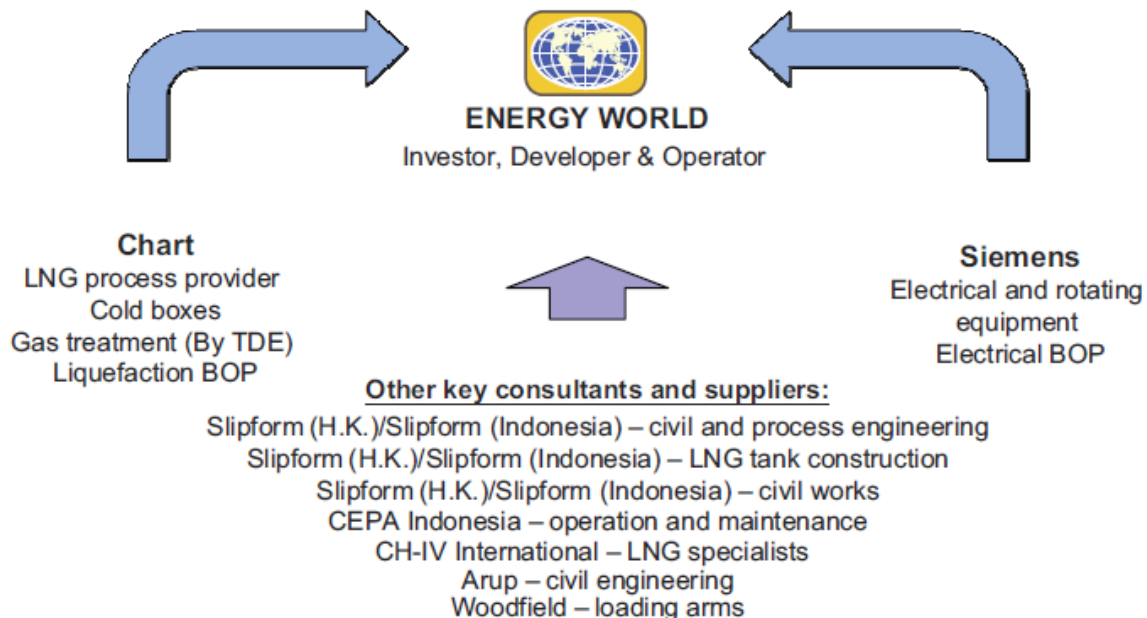 ENERGY WORLD
Investor, Developer & Operator
Chart
LNG process provider
Cold boxes
Gas treatment (By TDE)
Liquefaction BOP
Siemens
Electrical and rotating
equipment
Electrical BOP
Other key consultants and suppliers:
Slipform (H.K.)/Slipform (Indonesia) – civil and process engineering
Slipform (H.K.)/Slipform (Indonesia) – LNG tank construction
Slipform (H.K.)/Slipform (Indonesia) – civil works
CEPA Indonesia – operation and maintenance
CH-IV International – LNG specialists
Arup – civil engineering
Woodfield – loading arms